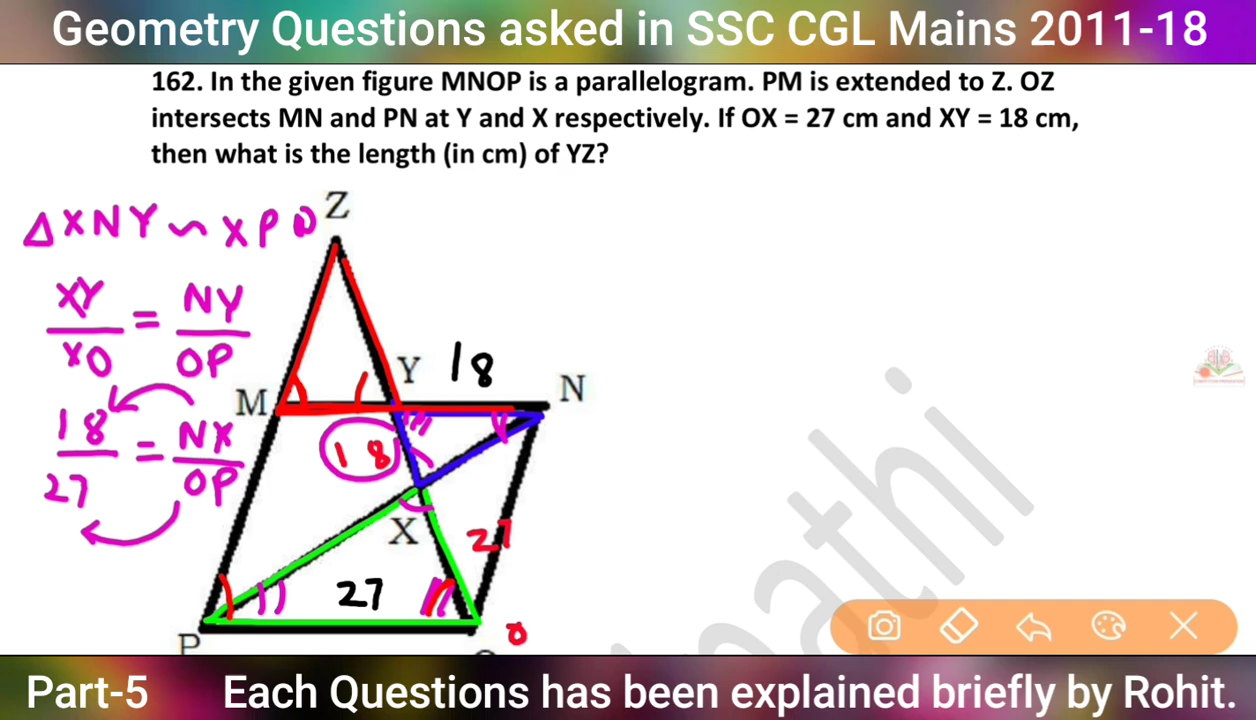 Geometry Questions asked in SSC CGL Mains 2011-18
162. In the given figure MNOP is a parallelogram. PM is extended to Z. OZ
intersects MN and PN at Y and X respectively. If OX = 27 cm and XY = 18 cm,
then what is the length (in cm) of YZ?
Z
Δ XNY ~ XPO
XY/XO = NY/OP
Y 18
M N
18/27 = NX/OP
18
X 27
27
P O
Part-5 Each Questions has been explained briefly by Rohit.